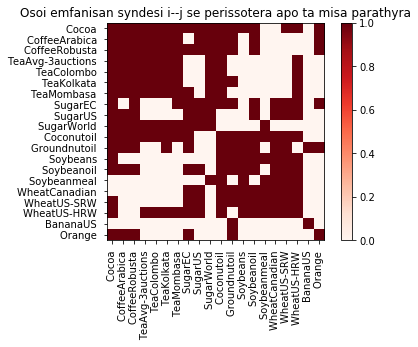 Osoi emfanisan syndesi i--j se perissotera apo ta misa parathyra
Cocoa
CoffeeArabica
CoffeeRobusta
TeaAvg-3auctions
TeaColombo
TeaKolkata
TeaMombasa
SugarEC
SugarUS
SugarWorld
Coconutoil
Groundnutoil
Soybeans
Soybeanoil
Soybeanmeal
WheatCanadian
WheatUS-SRW
WheatUS-HRW
BananaUS
Orange
Cocoa
CoffeeArabica
CoffeeRobusta
TeaAvg-3auctions
TeaColombo
TeaKolkata
TeaMombasa
SugarEC
SugarUS
SugarWorld
Coconutoil
Groundnutoil
Soybeans
Soybeanoil
Soybeanmeal
WheatCanadian
WheatUS-SRW
WheatUS-HRW
BananaUS
Orange
1.0
0.8
0.6
0.4
0.2
0.0